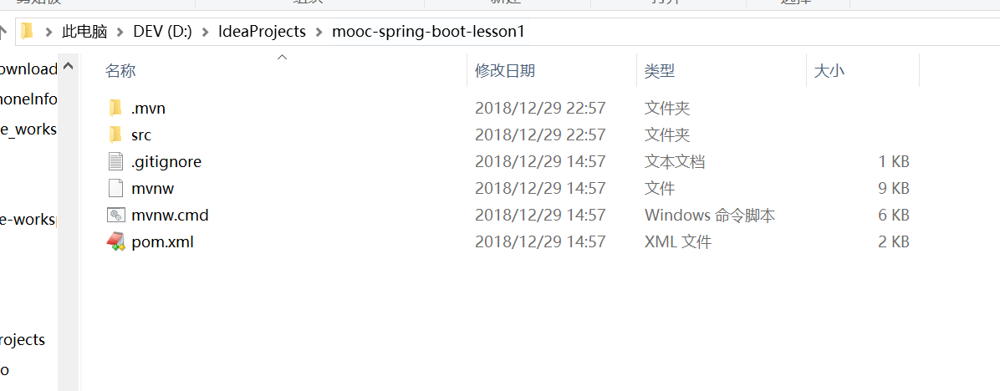 此电脑 DEV (D:) IdeaProjects mooc-spring-boot-lesson1
名称 修改日期 类型 大小
.mvn 2018/12/29 22:57 文件夹
src 2018/12/29 22:57 文件夹
.gitignore 2018/12/29 14:57 文本文档 1 KB
mvnw 2018/12/29 14:57 文件 9 KB
mvnw.cmd 2018/12/29 14:57 Windows 命令脚本 6 KB
pom.xml 2018/12/29 14:57 XML 文件 2 KB
ownload
honeInfo
e_works
e-works
rojects
o